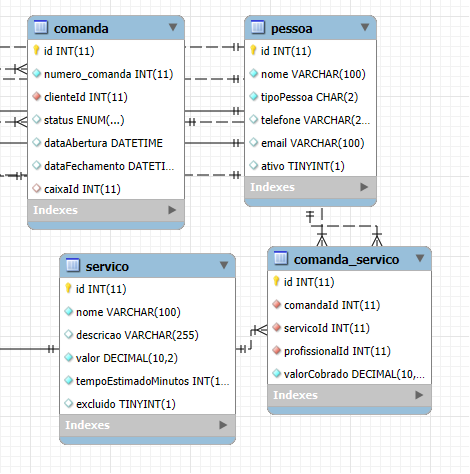 comanda
id INT(11)
numero_comanda INT(11)
clienteId INT(11)
status ENUM(...)
dataAbertura DATETIME
dataFechamento DATETI...
caixaId INT(11)
Indexes
pessoa
id INT(11)
nome VARCHAR(100)
tipoPessoa CHAR(2)
telefone VARCHAR(2...
email VARCHAR(100)
ativo TINYINT(1)
Indexes
servico
id INT(11)
nome VARCHAR(100)
descricao VARCHAR(255)
valor DECIMAL(10,2)
tempoEstimadoMinutos INT(1...
excluido TINYINT(1)
Indexes
comanda_servico
id INT(11)
comandaId INT(11)
servicoId INT(11)
profissionalId INT(11)
valorCobrado DECIMAL(10,...
Indexes